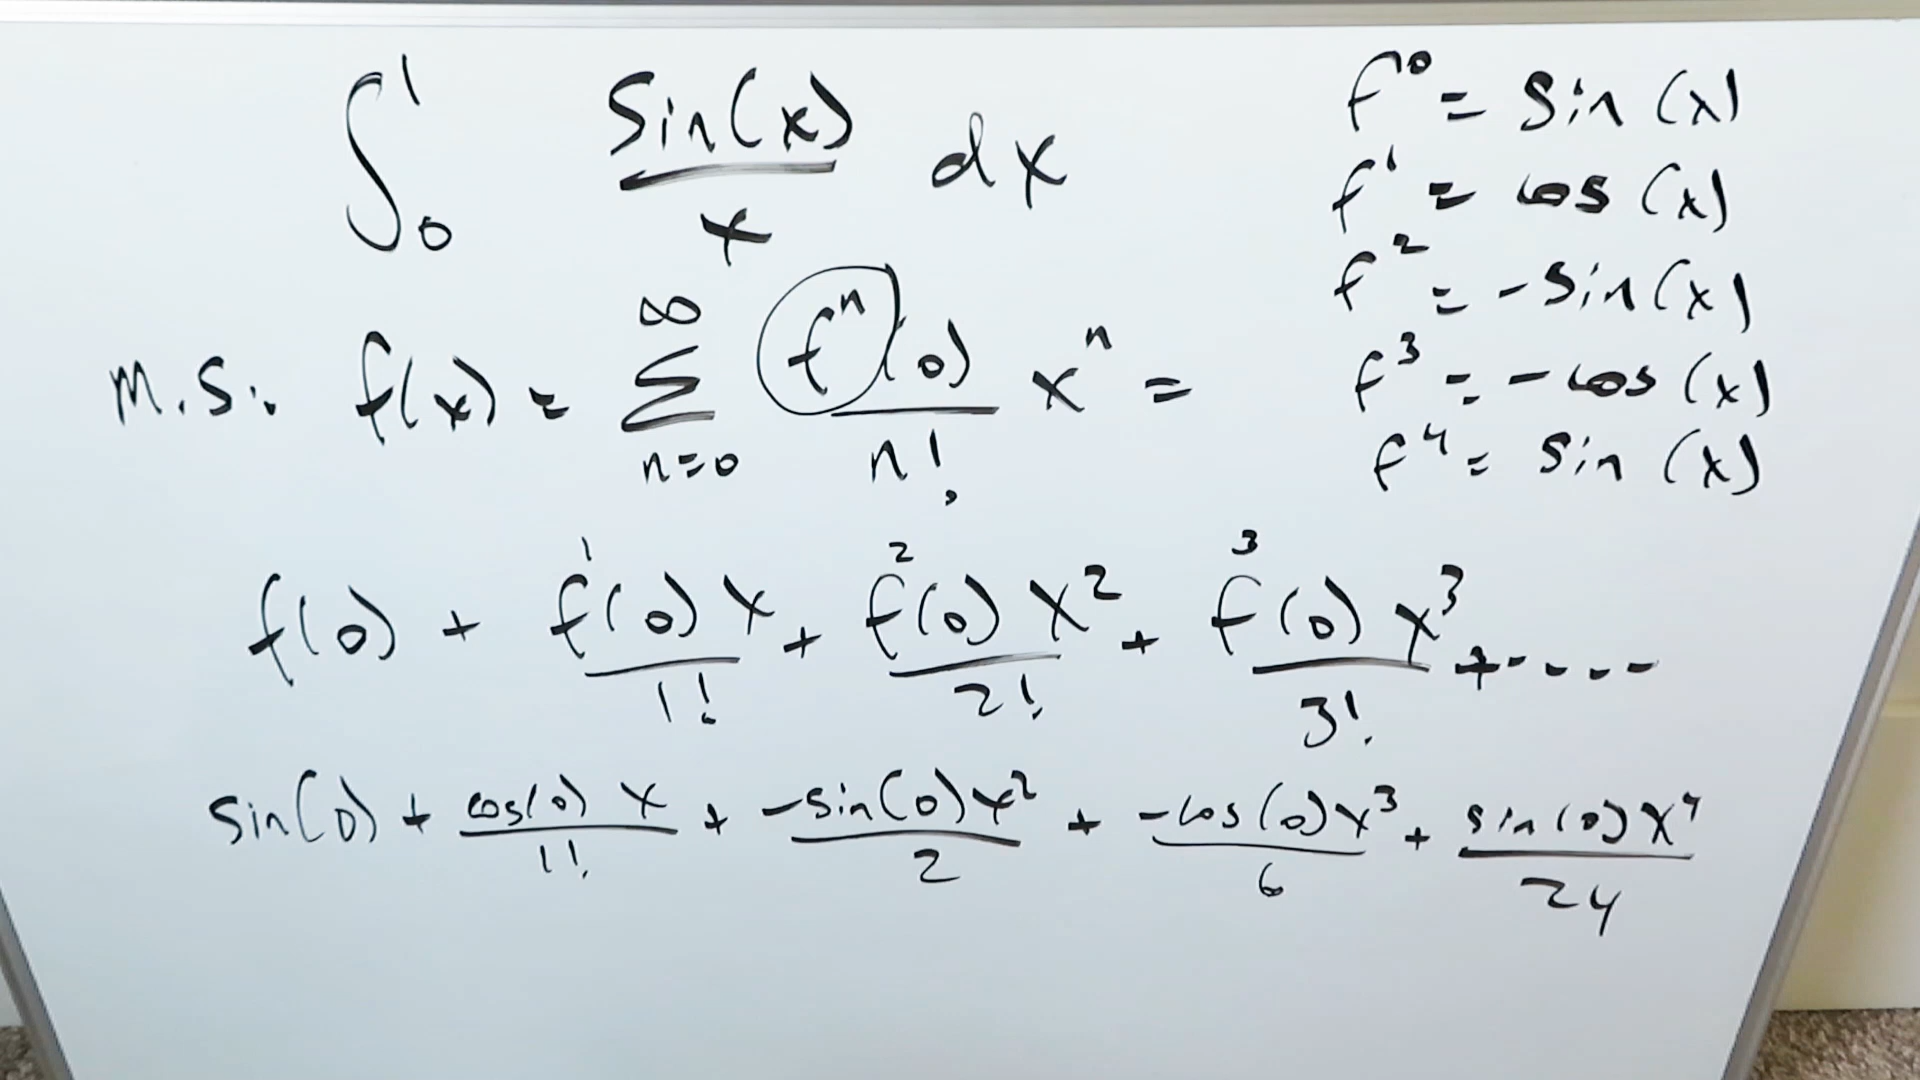 ∫₀¹ sin(x)/x dx
M.S: f(x) = ∑ₙ₌₀^∞ fⁿ(0)/n! xⁿ =
f⁰ = sin(x)
f¹ = cos(x)
f² = -sin(x)
f³ = -cos(x)
f⁴ = sin(x)
f(0) + f¹(0)x/1! + f²(0)x²/2! + f³(0)x³/3! + ----
sin(0) + cos(0)x/1! + -sin(0)x²/2 + -cos(0)x³/6 + sin(0)x⁴/24